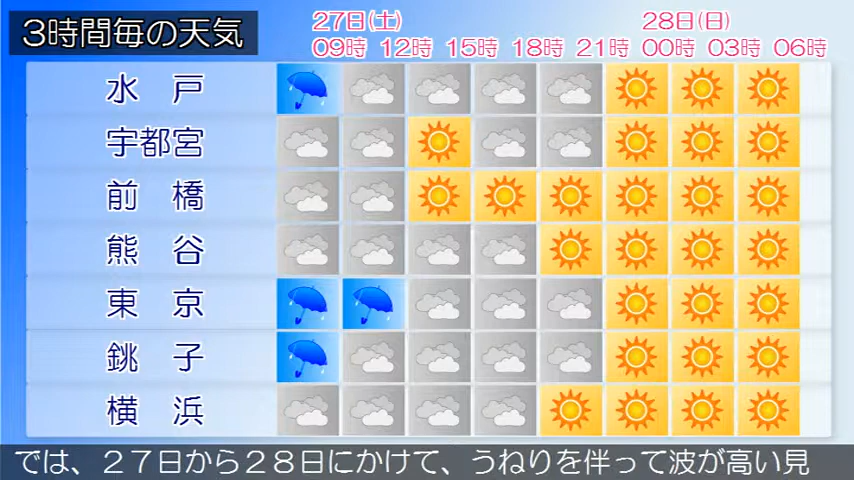 3時間毎の天気
27日(土) 28日(日)
09時 12時 15時 18時 21時 00時 03時 06時
水戸
宇都宮
前橋
熊谷
東京
銚子
横浜
では、２７日から２８日にかけて、うねりを伴って波が高い見